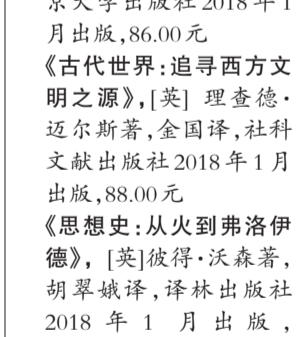 京大学出版社2018年1
月出版,86.00元
《古代世界:追寻西方文
明之源》,[英] 理查德·
迈尔斯著,金国译,社科
文献出版社2018年1月
出版,88.00元
《思想史:从火到弗洛伊
德》, [英]彼得·沃森著,
胡翠娥译,译林出版社
2018 年 1 月出版,